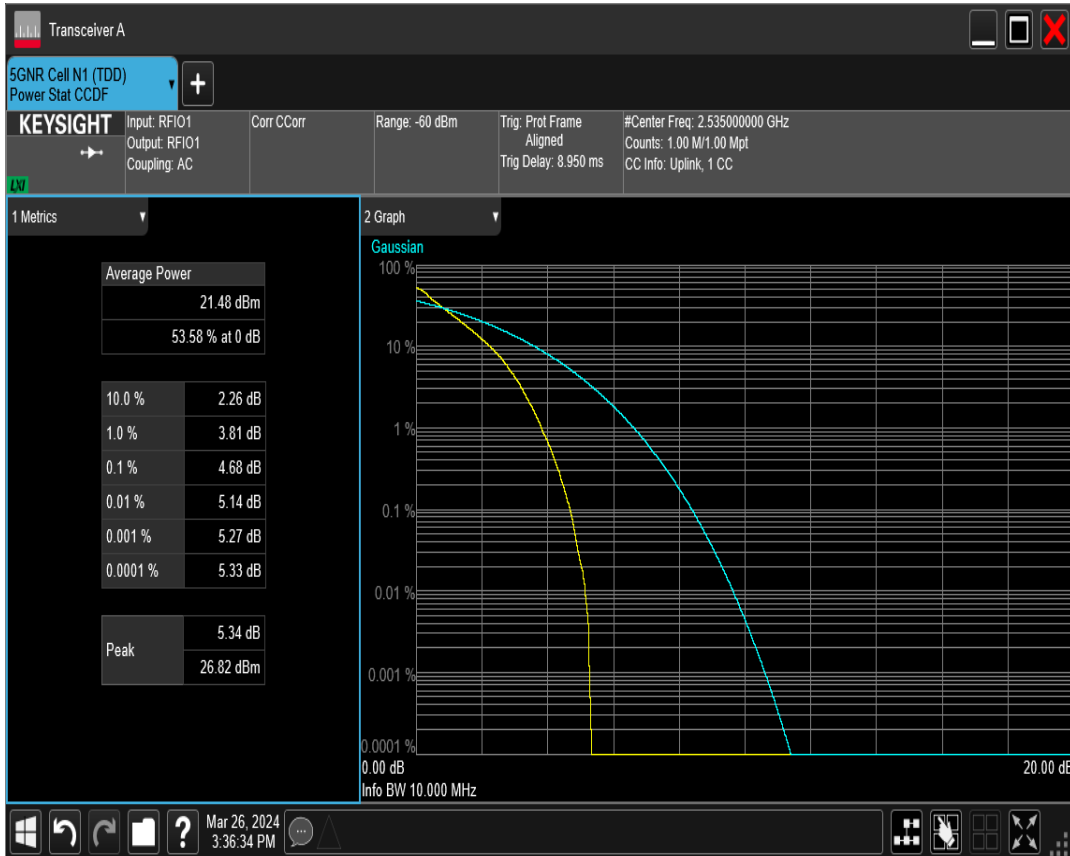 Transceiver A
5GNR Cell N1 (TDD)
Power Stat CCDF
+
KEYSIGHT
LXI
Input: RFIO1
Output: RFIO1
Coupling: AC
Corr CCorr
Range: -60 dBm
Trig: Prot Frame
Aligned
Trig Delay: 8.950 ms
#Center Freq: 2.535000000 GHz
Counts: 1.00 M/1.00 Mpt
CC Info: Uplink, 1 CC
1 Metrics
Average Power
21.48 dBm
53.58 % at 0 dB
10.0 % 2.26 dB
1.0 % 3.81 dB
0.1 % 4.68 dB
0.01 % 5.14 dB
0.001 % 5.27 dB
0.0001 % 5.33 dB
Peak
5.34 dB
26.82 dBm
2 Graph
Gaussian
100 %
10 %
1 %
0.1 %
0.01 %
0.001 %
0.0001 %
0.00 dB 20.00 dB
Info BW 10.000 MHz
?
Mar 26, 2024
3:36:34 PM